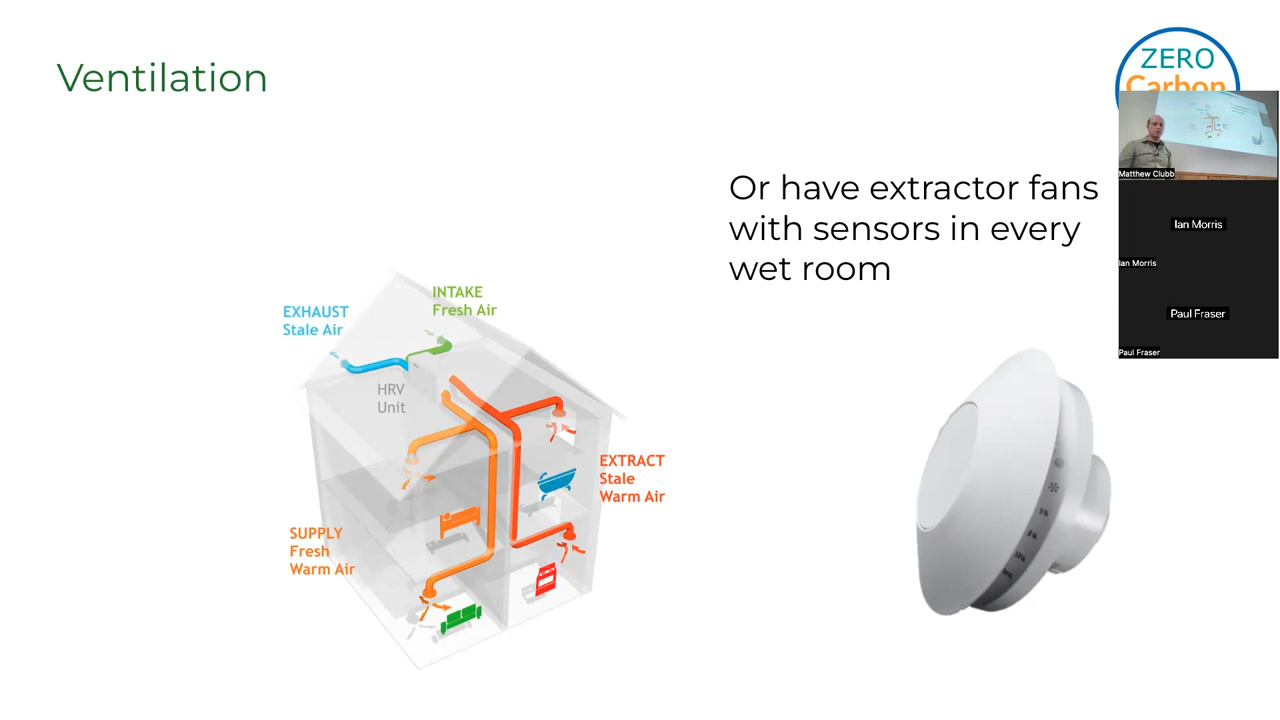 Ventilation
ZERO
Carbon
Or have extractor fans
with sensors in every
wet room
Matthew Clubb
Ian Morris
Ian Morris
Paul Fraser
Paul Fraser
INTAKE
Fresh Air
EXHAUST
Stale Air
HRV
Unit
EXTRACT
Stale
Warm Air
SUPPLY
Fresh
Warm Air